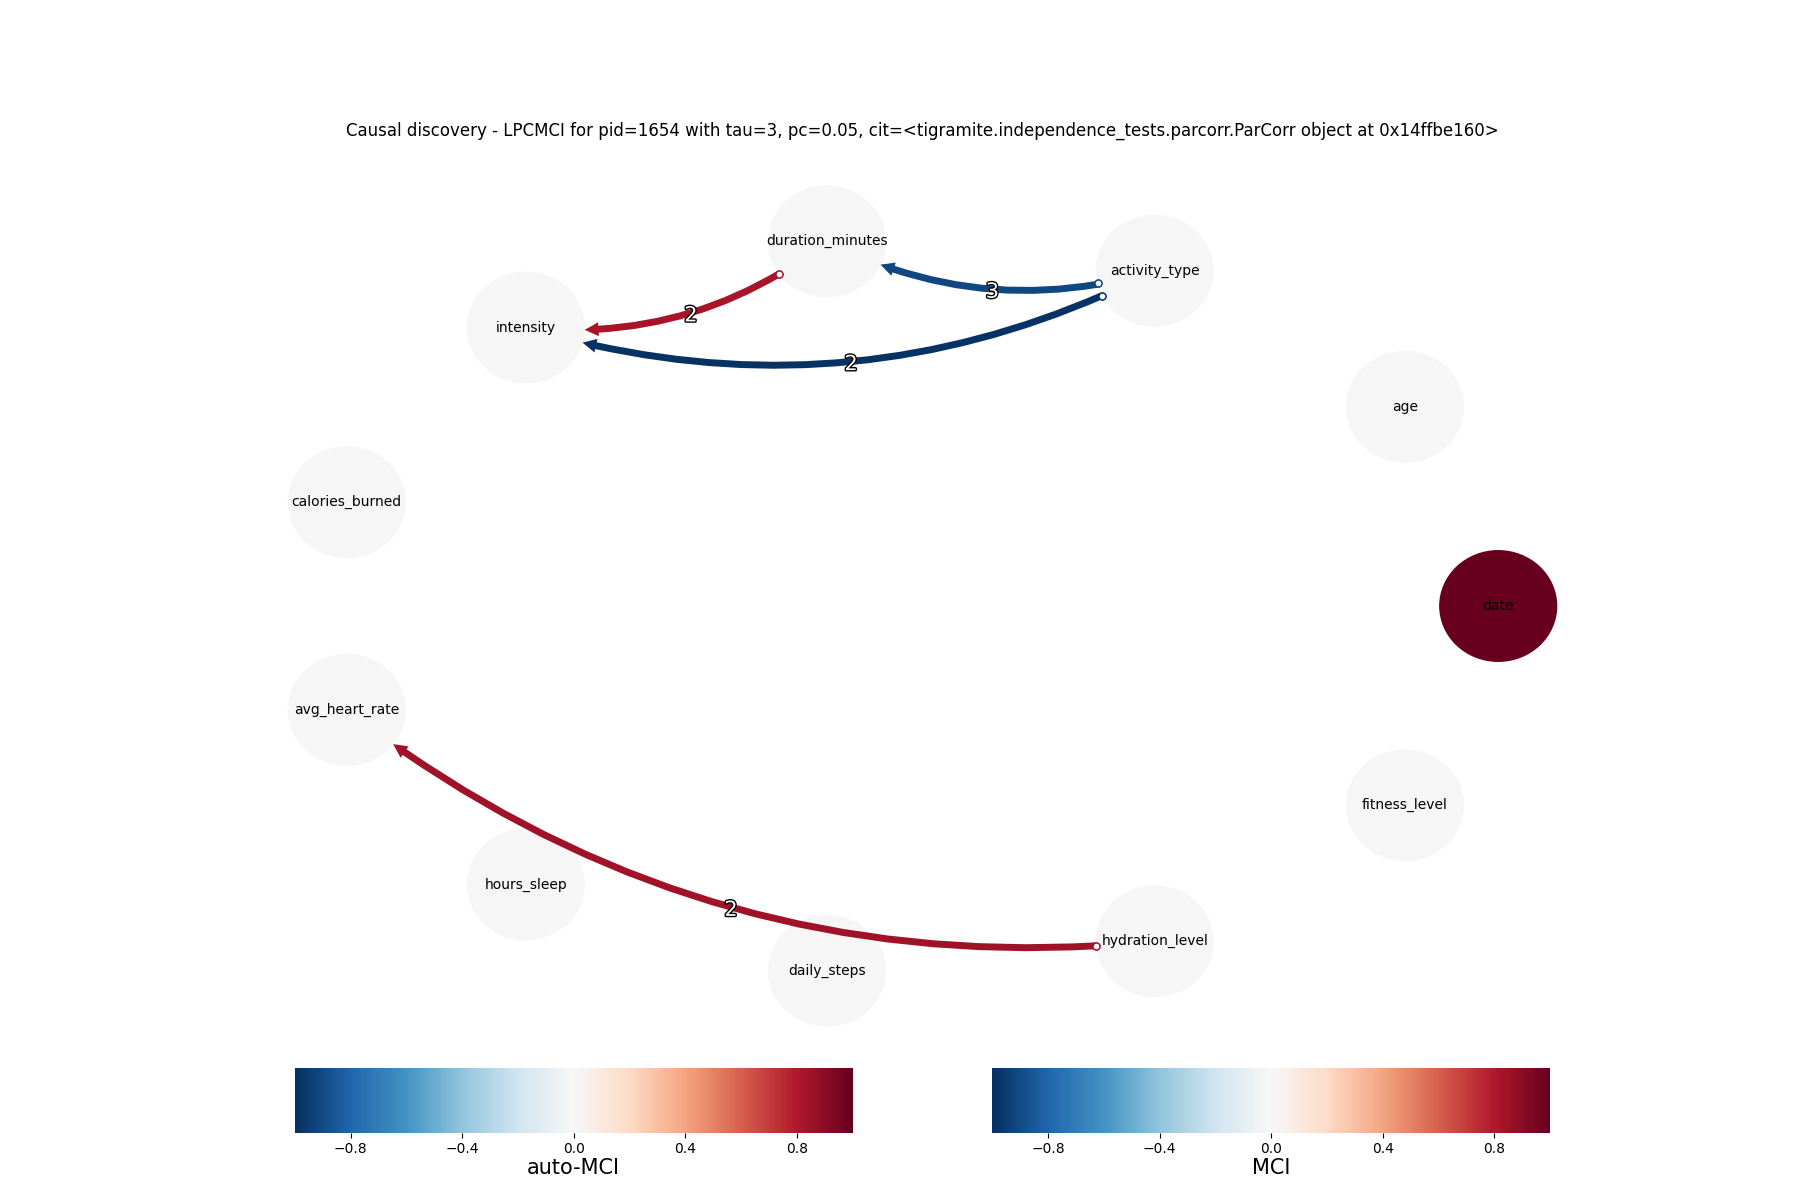 Causal discovery - LPCMCI for pid=1654 with tau=3, pc=0.05, cit=<tigramite.independence_tests.parcorr.ParCorr object at 0x14ffbe160>
duration_minutes
activity_type
3
2
intensity
2
age
calories_burned
date
avg_heart_rate
fitness_level
hours_sleep
2
hydration_level
daily_steps
−0.8 −0.4 0.0 0.4 0.8
auto-MCI
−0.8 −0.4 0.0 0.4 0.8
MCI